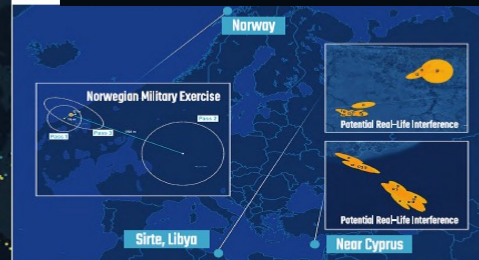 Norway
Norwegian Military Exercise
Pass 1
Pass 3
Pass 2
Potential Real-Life Interference
Potential Real-Life Interference
Sirte, Libya
Near Cyprus